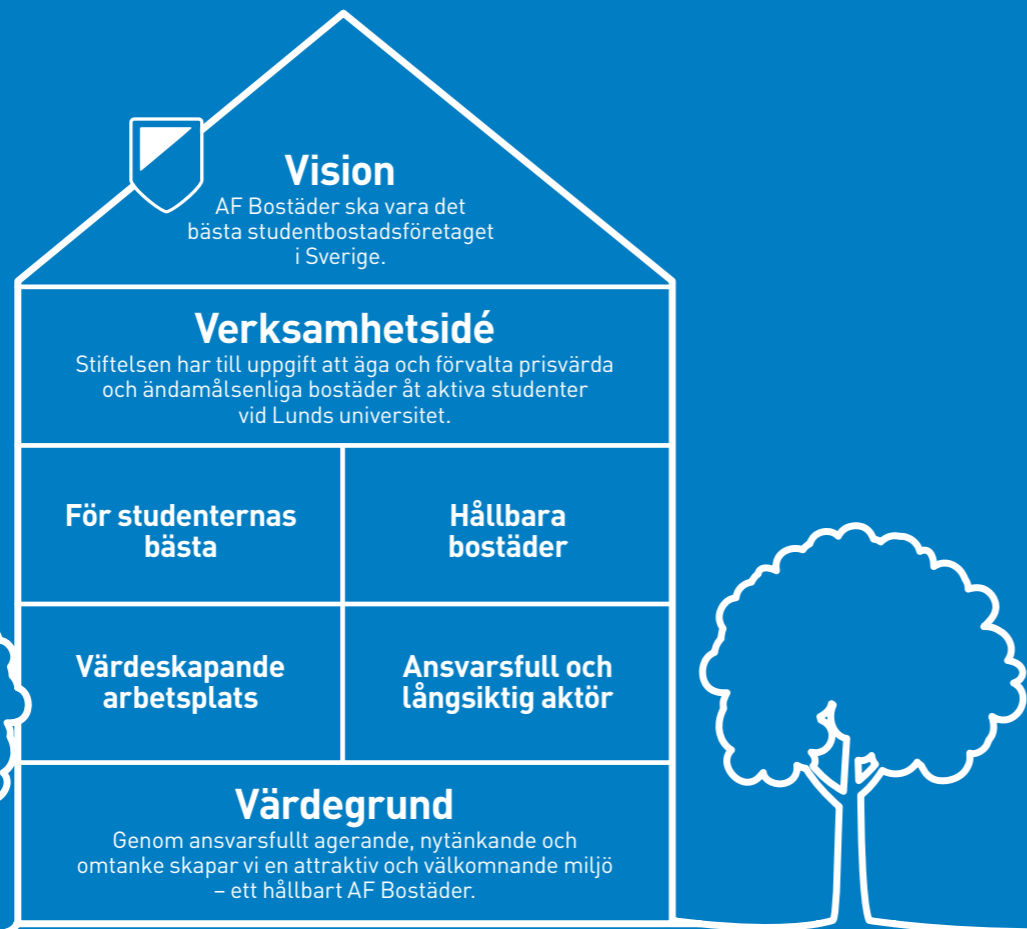 Vision
AF Bostäder ska vara det
bästa studentbostadsföretaget
i Sverige.
Verksamhetsidé
Stiftelsen har till uppgift att äga och förvalta prisvärda
och ändamålsenliga bostäder åt aktiva studenter
vid Lunds universitet.
För studenternas
bästa
Hållbara
bostäder
Värdeskapande
arbetsplats
Ansvarsfull och
långsiktig aktör
Värdegrund
Genom ansvarsfullt agerande, nytänkande och
omtanke skapar vi en attraktiv och välkomnande miljö
– ett hållbart AF Bostäder.